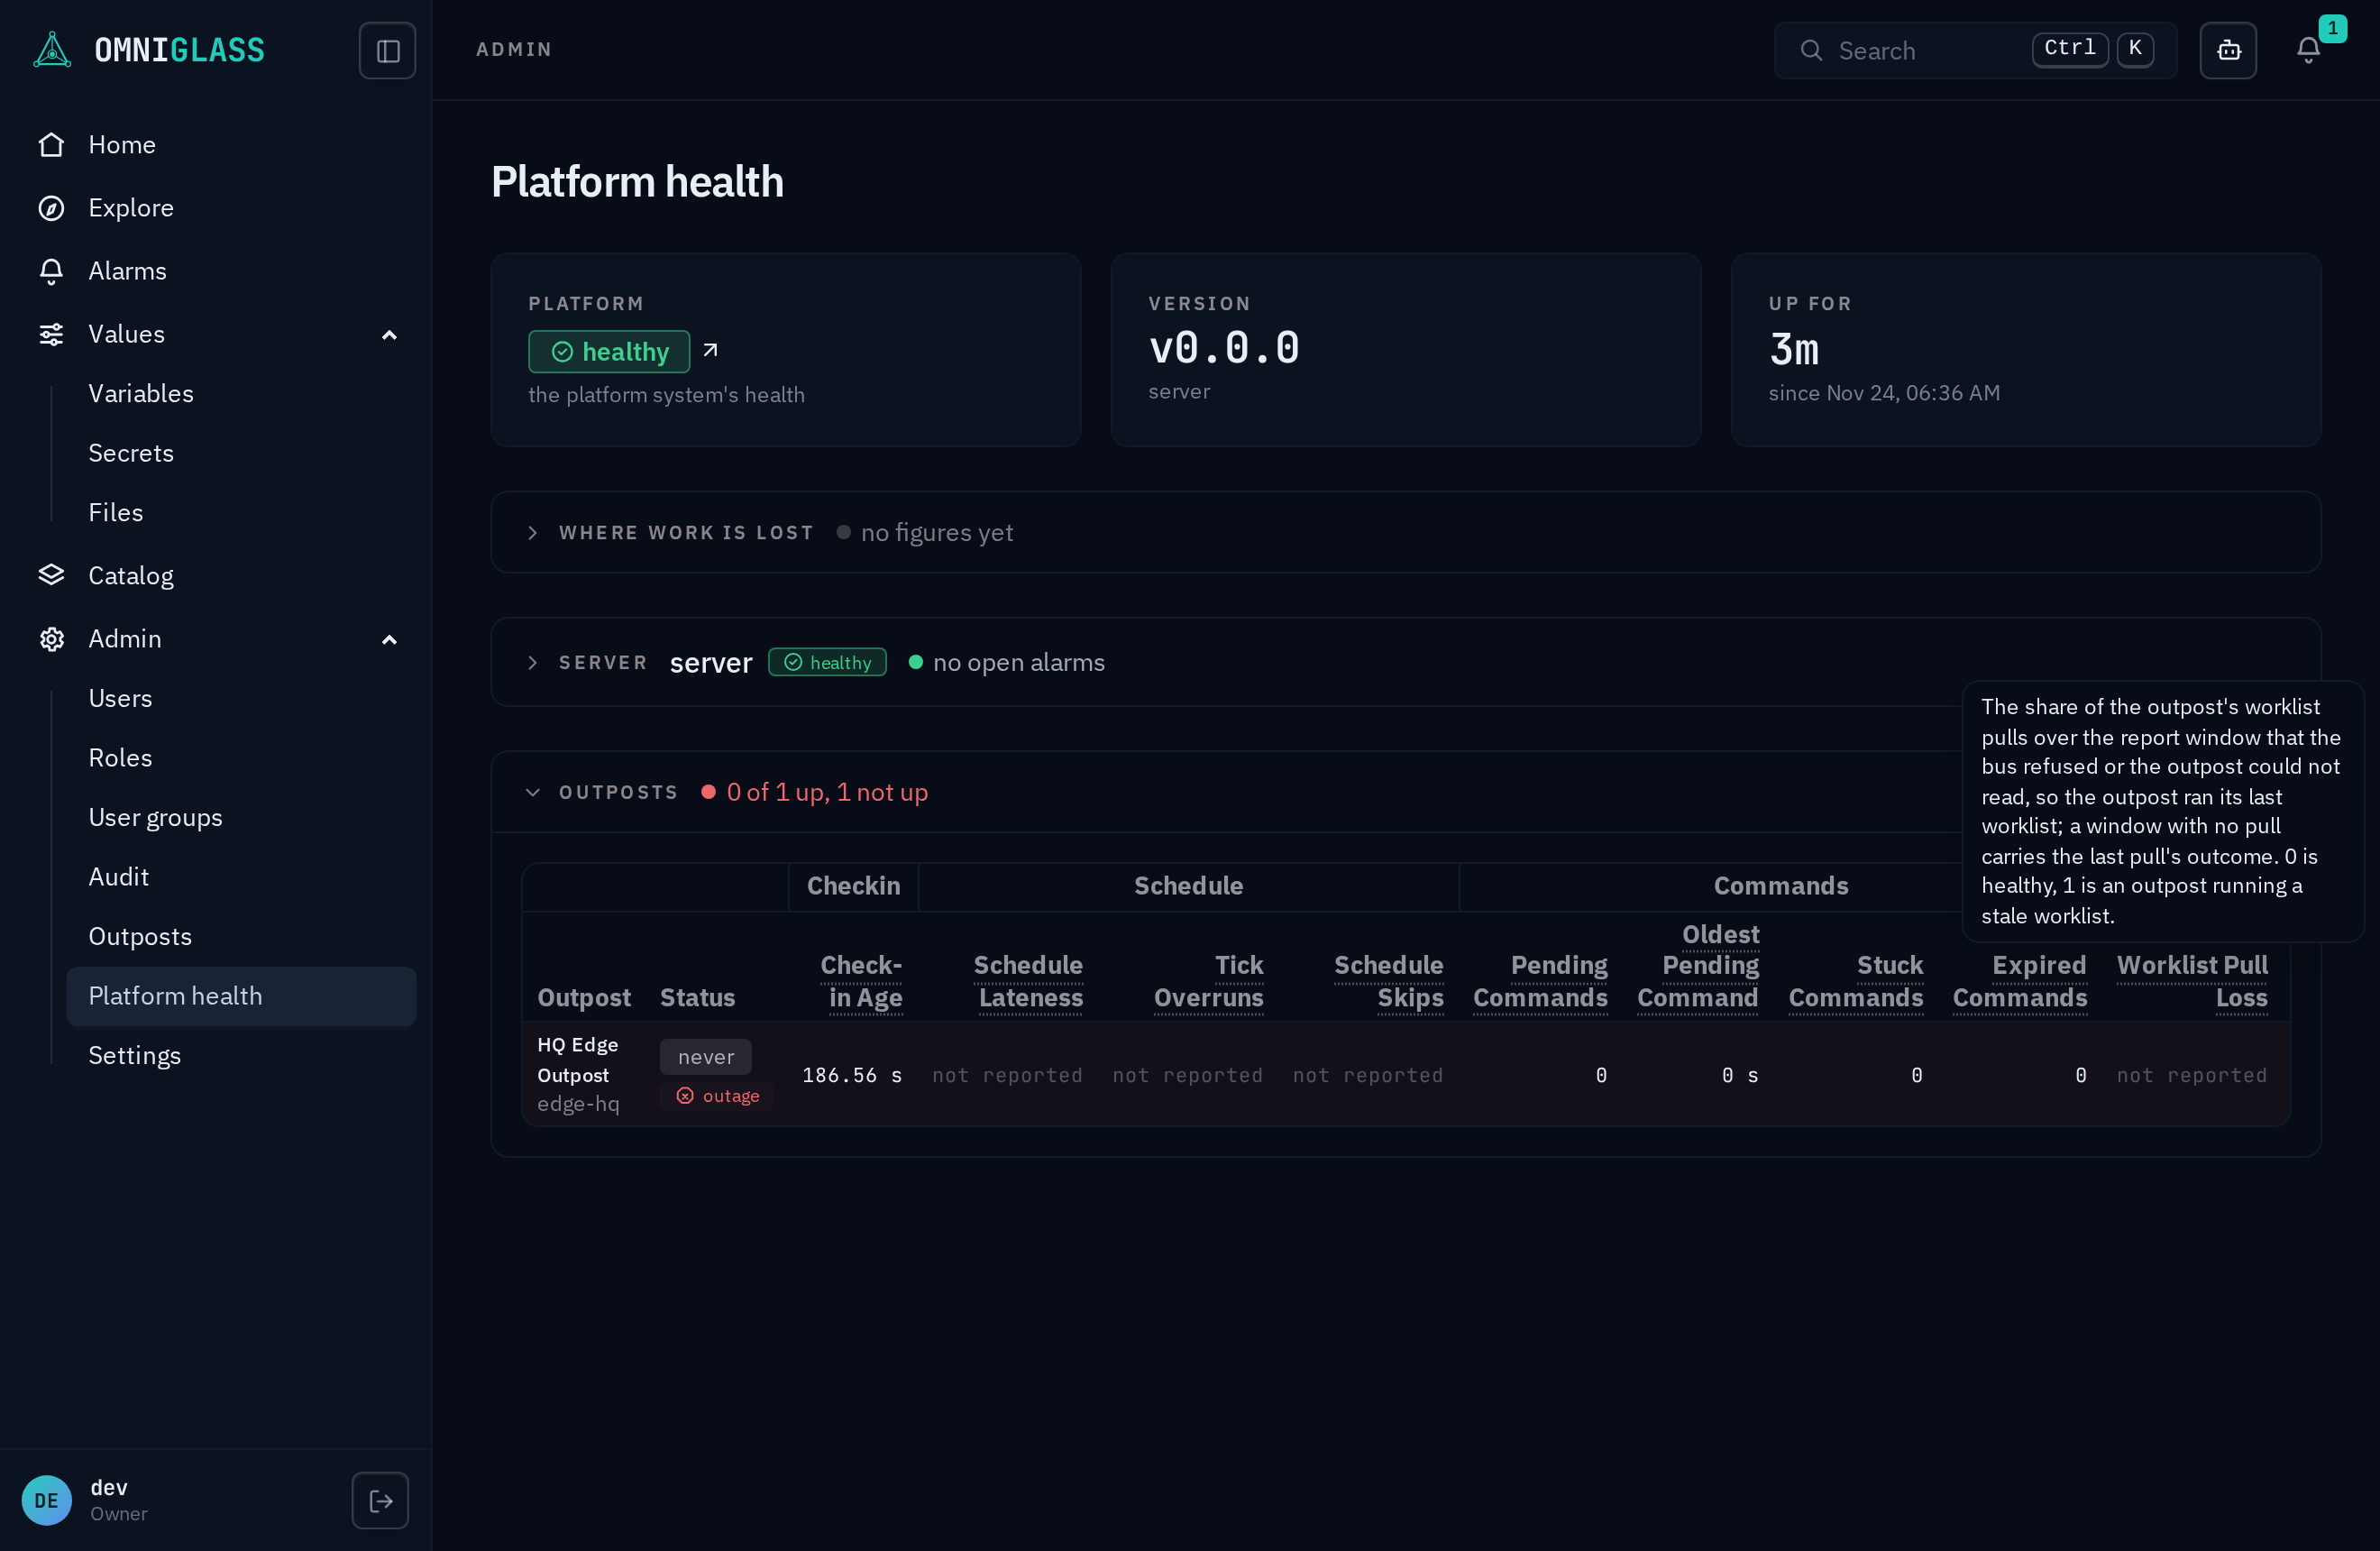 OMNIGLASS
ADMIN
Search
Ctrl
K
1
Home
Explore
Alarms
Values
Variables
Secrets
Files
Catalog
Admin
Users
Roles
User groups
Audit
Outposts
Platform health
Settings
DE
dev
Owner
Platform health
PLATFORM
healthy
the platform system's health
VERSION
v0.0.0
server
UP FOR
3m
since Nov 24, 06:36 AM
WHERE WORK IS LOST
no figures yet
SERVER
server
healthy
no open alarms
OUTPOSTS
0 of 1 up, 1 not up
The share of the outpost's worklist
pulls over the report window that the
bus refused or the outpost could not
read, so the outpost ran its last
worklist; a window with no pull
carries the last pull's outcome. 0 is
healthy, 1 is an outpost running a
stale worklist.
Checkin
Schedule
Commands
Outpost
Status
Check-
in Age
Schedule
Lateness
Tick
Overruns
Schedule
Skips
Pending
Commands
Oldest
Pending
Command
Stuck
Commands
Expired
Commands
Worklist Pull
Loss
HQ Edge
Outpost
edge-hq
never
outage
186.56 s
not reported
not reported
not reported
0
0 s
0
0
not reported